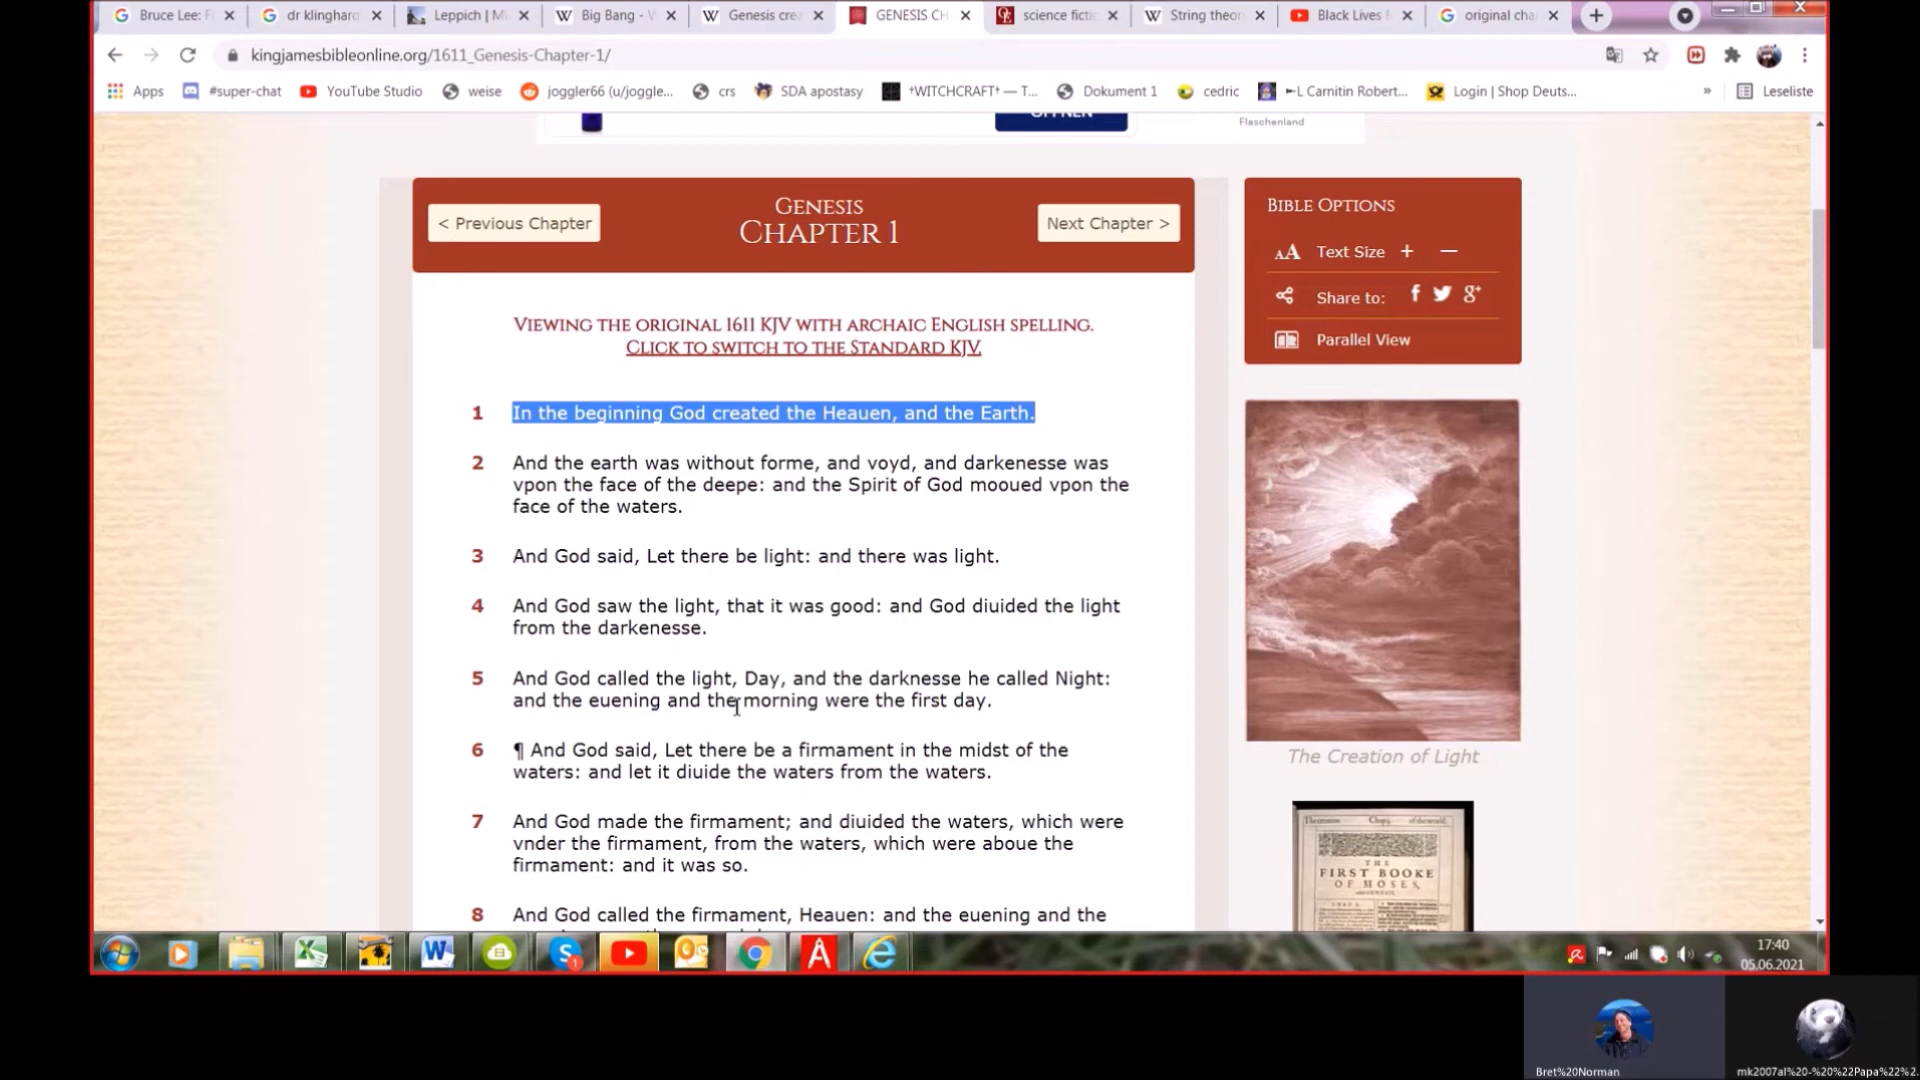 Bruce Lee: F
dr klinghard
Leppich | M
Big Bang - V
Genesis crea
GENESIS CH
science fictio
String theor
Black Lives M
original cha
kingjamesbibleonline.org/1611_Genesis-Chapter-1/
Apps
#super-chat
YouTube Studio
weise
joggler66 (u/joggle...
crs
SDA apostasy
†WITCHCRAFT† — T...
Dokument 1
cedric
L Carnitin Robert...
Login | Shop Deuts...
»
Leseliste
ÖFFNEN
Flaschenland
< Previous Chapter
GENESIS
CHAPTER 1
Next Chapter >
BIBLE OPTIONS
Text Size + −
Share to:
Parallel View
VIEWING THE ORIGINAL 1611 KJV WITH ARCHAIC ENGLISH SPELLING.
CLICK TO SWITCH TO THE STANDARD KJV.
1 In the beginning God created the Heauen, and the Earth.
2 And the earth was without forme, and voyd, and darkenesse was
vpon the face of the deepe: and the Spirit of God mooued vpon the
face of the waters.
3 And God said, Let there be light: and there was light.
4 And God saw the light, that it was good: and God diuided the light
from the darkenesse.
5 And God called the light, Day, and the darknesse he called Night:
and the euening and the morning were the first day.
6 ¶ And God said, Let there be a firmament in the midst of the
waters: and let it diuide the waters from the waters.
7 And God made the firmament; and diuided the waters, which were
vnder the firmament, from the waters, which were aboue the
firmament: and it was so.
8 And God called the firmament, Heauen: and the euening and the
The Creation of Light
THE
FIRST BOOKE
OF MOSES,
17:40
05.06.2021
Bret%20Norman
mk2007al%20-%20%22Papa%22%2...